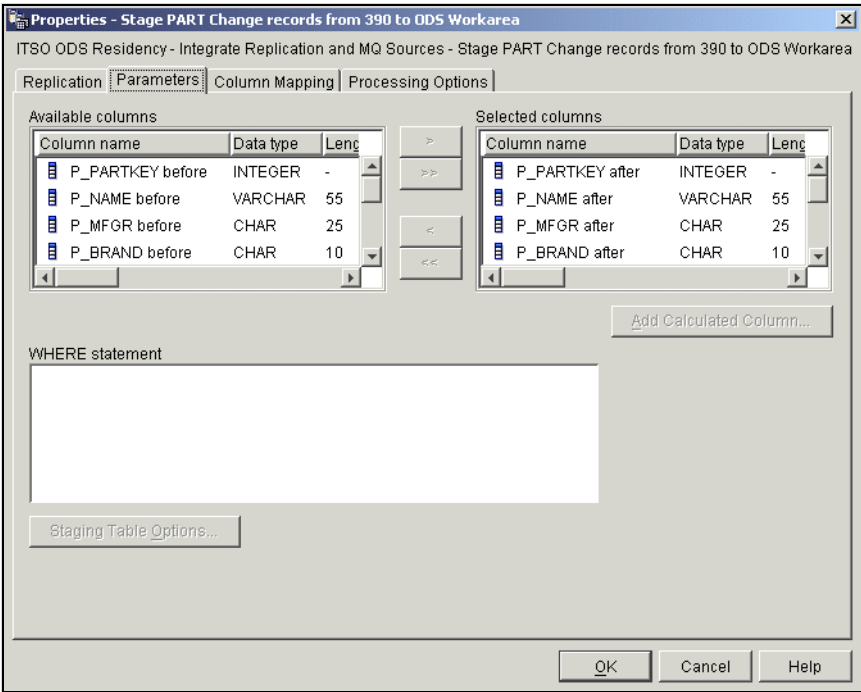 Properties - Stage PART Change records from 390 to ODS Workarea
ITSO ODS Residency - Integrate Replication and MQ Sources - Stage PART Change records from 390 to ODS Workarea
Replication Parameters Column Mapping Processing Options
Available columns Selected columns
Column name Data type Leng > Column name Data type Leng
P_PARTKEY before INTEGER - >> P_PARTKEY after INTEGER -
P_NAME before VARCHAR 55 P_NAME after VARCHAR 55
P_MFGR before CHAR 25 < P_MFGR after CHAR 25
P_BRAND before CHAR 10 << P_BRAND after CHAR 10
Add Calculated Column...
WHERE statement
Staging Table Options...
OK Cancel Help